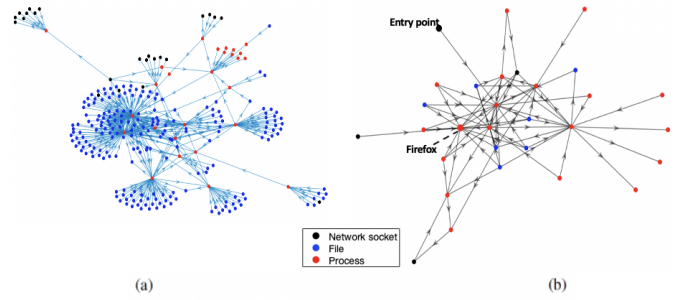 Entry point
Firefox
Network socket
File
Process
(a)
(b)